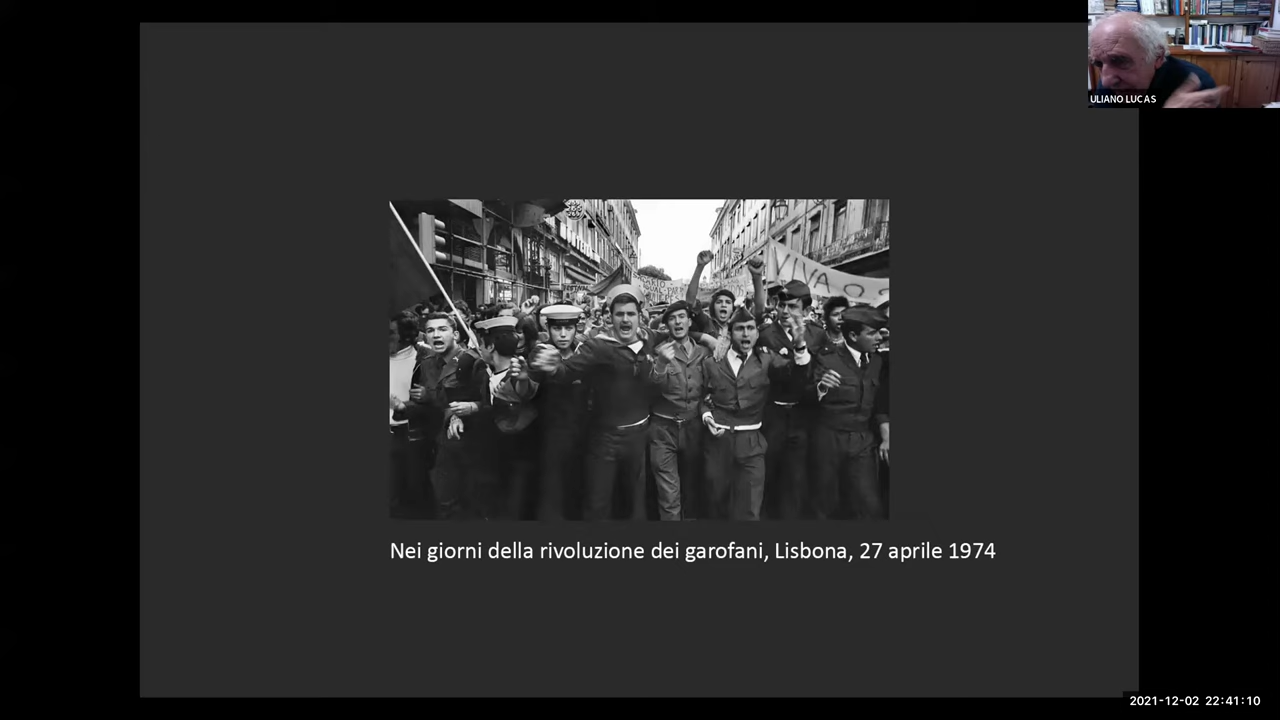 ULIANO LUCAS
VIVA O
Nei giorni della rivoluzione dei garofani, Lisbona, 27 aprile 1974
2021-12-02 22:41:10